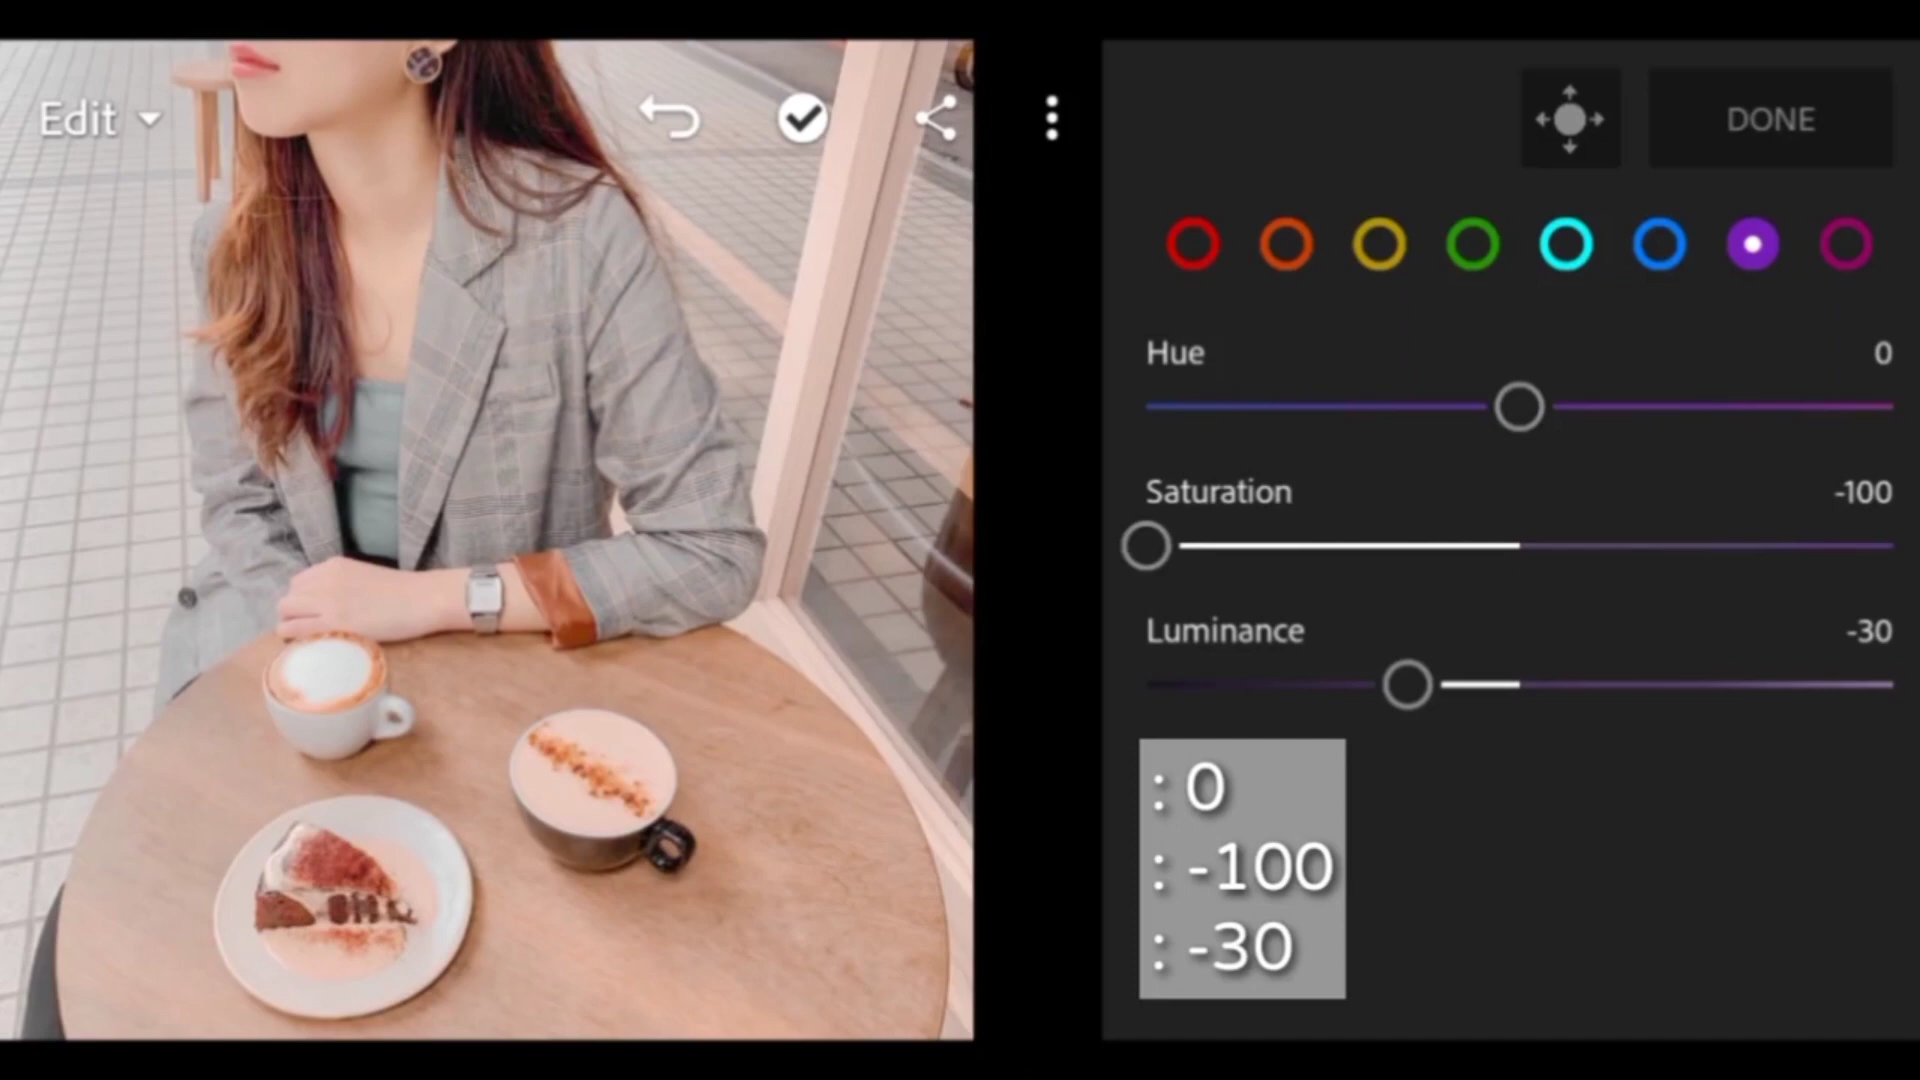 Edit
DONE
Hue 0
Saturation -100
Luminance -30
: 0
: -100
: -30